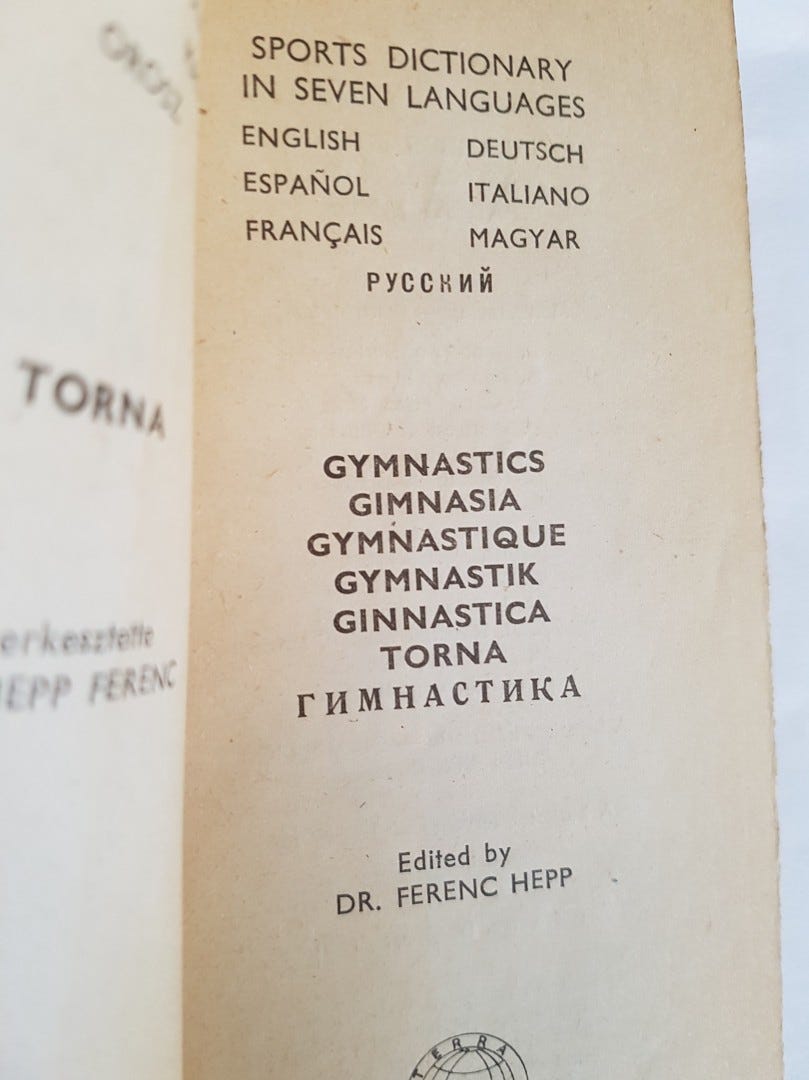 TORNA
HEPP FERENC
SPORTS DICTIONARY
IN SEVEN LANGUAGES
ENGLISH DEUTSCH
ESPAÑOL ITALIANO
FRANÇAIS MAGYAR
РУССКИЙ
GYMNASTICS
GIMNASIA
GYMNASTIQUE
GYMNASTIK
GINNASTICA
TORNA
ГИМНАСТИКА
Edited by
DR. FERENC HEPP
TERRA